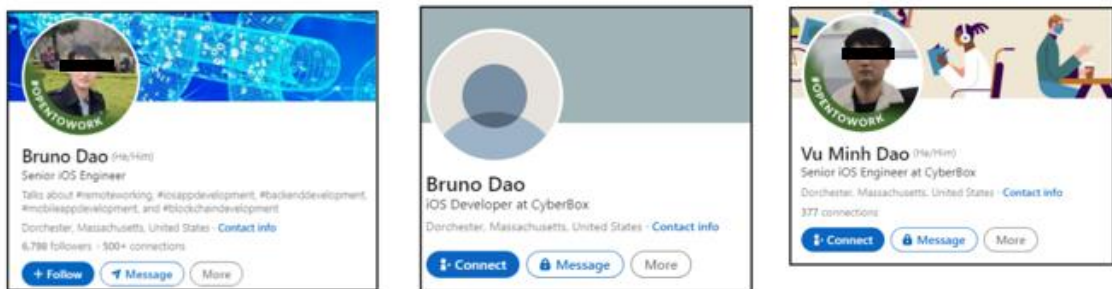 #OPENTOWORK
Bruno Dao (He/Him)
Senior iOS Engineer
Talks about #remoteworking, #iosappdevelopment, #backenddevelopment,
#mobileappdevelopment, and #blockchaindevelopment
Dorchester, Massachusetts, United States · Contact info
6,798 followers · 500+ connections
+ Follow
Message
More
Bruno Dao
iOS Developer at CyberBox
Dorchester, Massachusetts, United States · Contact info
Connect
Message
More
#OPENTOWORK
Vu Minh Dao (He/Him)
Senior iOS Engineer at CyberBox
Dorchester, Massachusetts, United States · Contact info
377 connections
Connect
Message
More